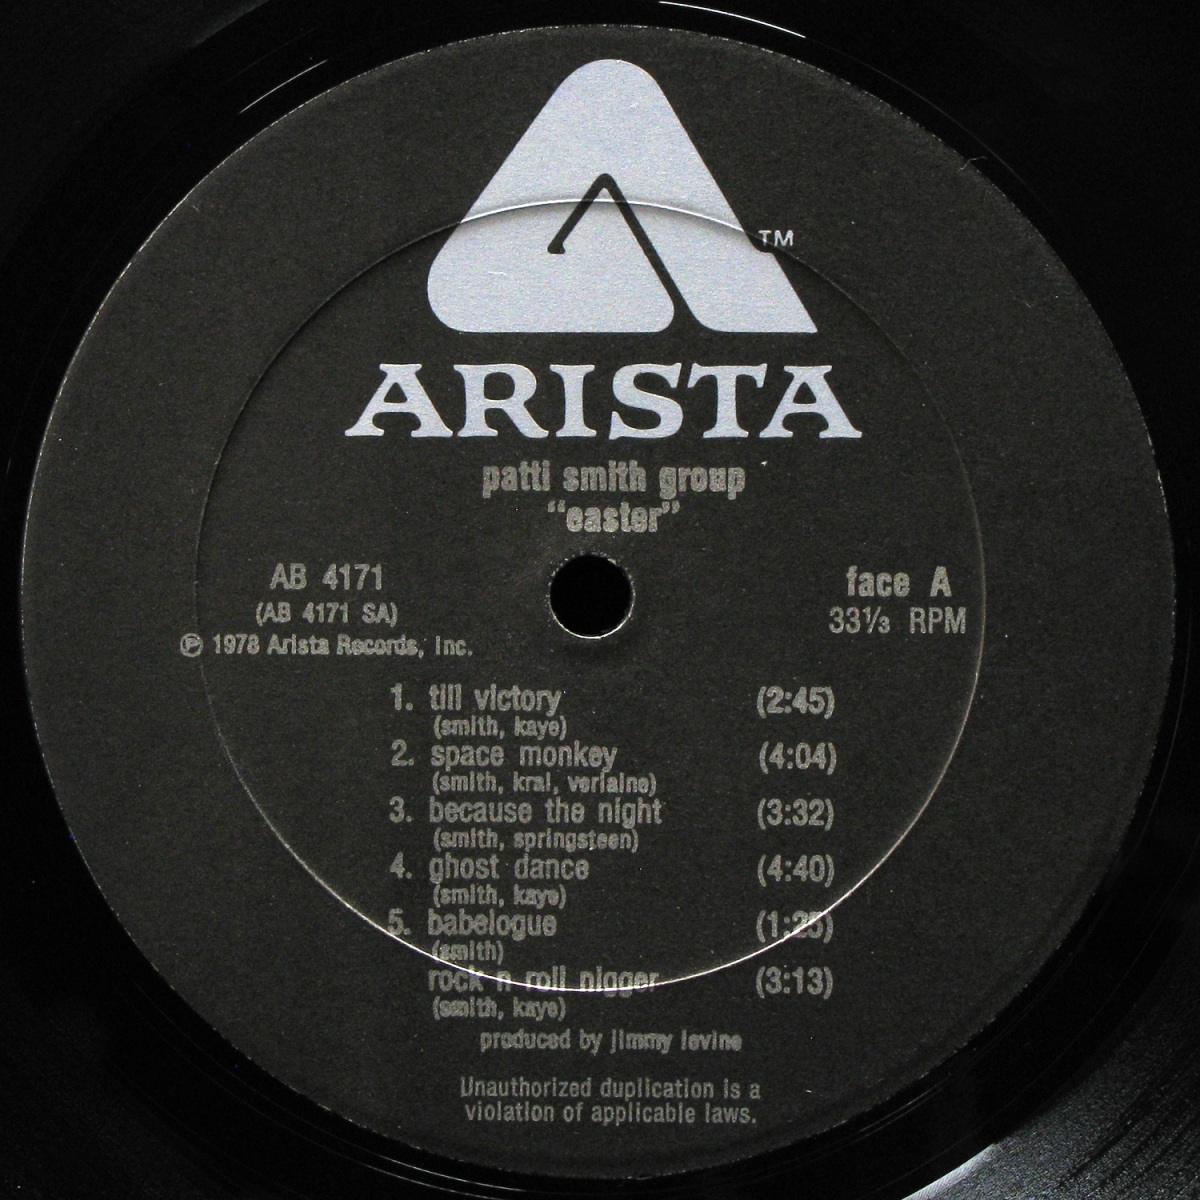 TM
ARISTA
patti smith group
"easter"
AB 4171
(AB 4171 SA)
℗ 1978 Arista Records, Inc.
face A
33⅓ RPM
1. till victory (2:45)
(smith, kaye)
2. space monkey (4:04)
(smith, kral, verlaine)
3. because the night (3:32)
(smith, springsteen)
4. ghost dance (4:40)
(smith, kaye)
5. babelogue (1:25)
(smith)
rock n roll nigger (3:13)
(smith, kaye)
produced by jimmy iovine
Unauthorized duplication is a
violation of applicable laws.